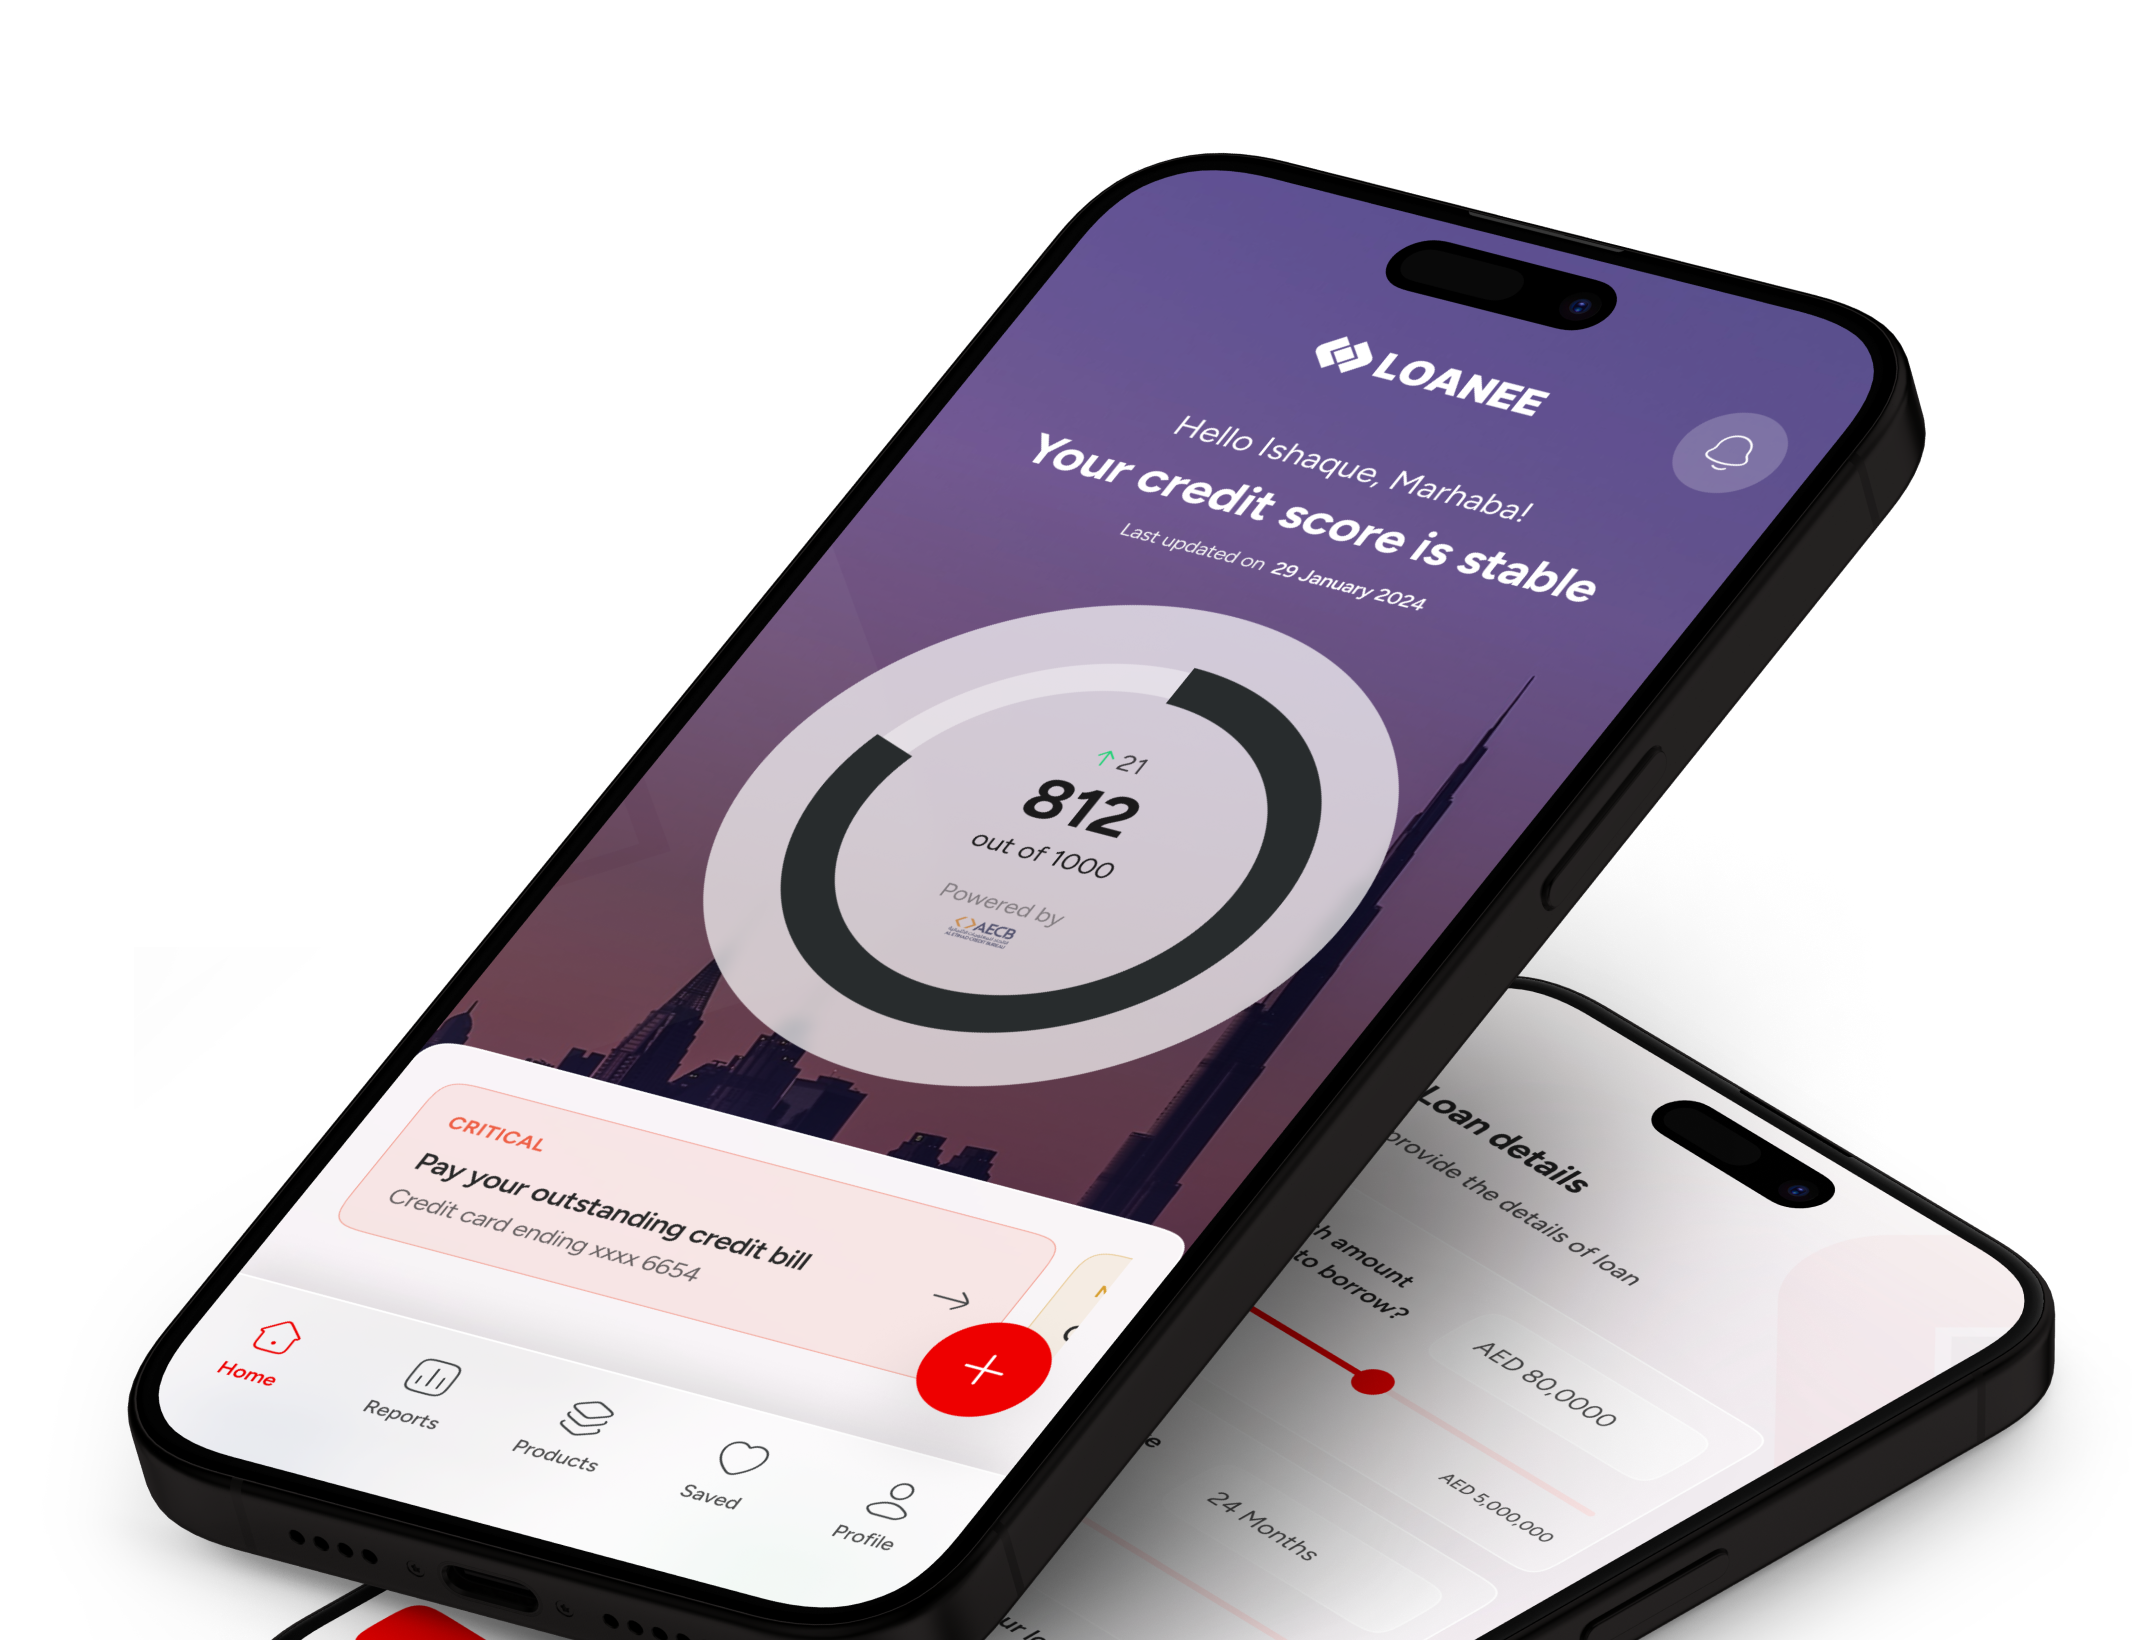 LOANEE
Hello Ishaque, Marhaba!
Your credit score is stable
Last updated on 29 January 2024
21
812
out of 1000
Powered by
AECB
CRITICAL
Pay your outstanding credit bill
Credit card ending xxxx 6654
Home
Reports
Products
Saved
Profile
Loan details
provide the details of loan
amount
to borrow?
AED 80,0000
AED 5,000,000
24 Months